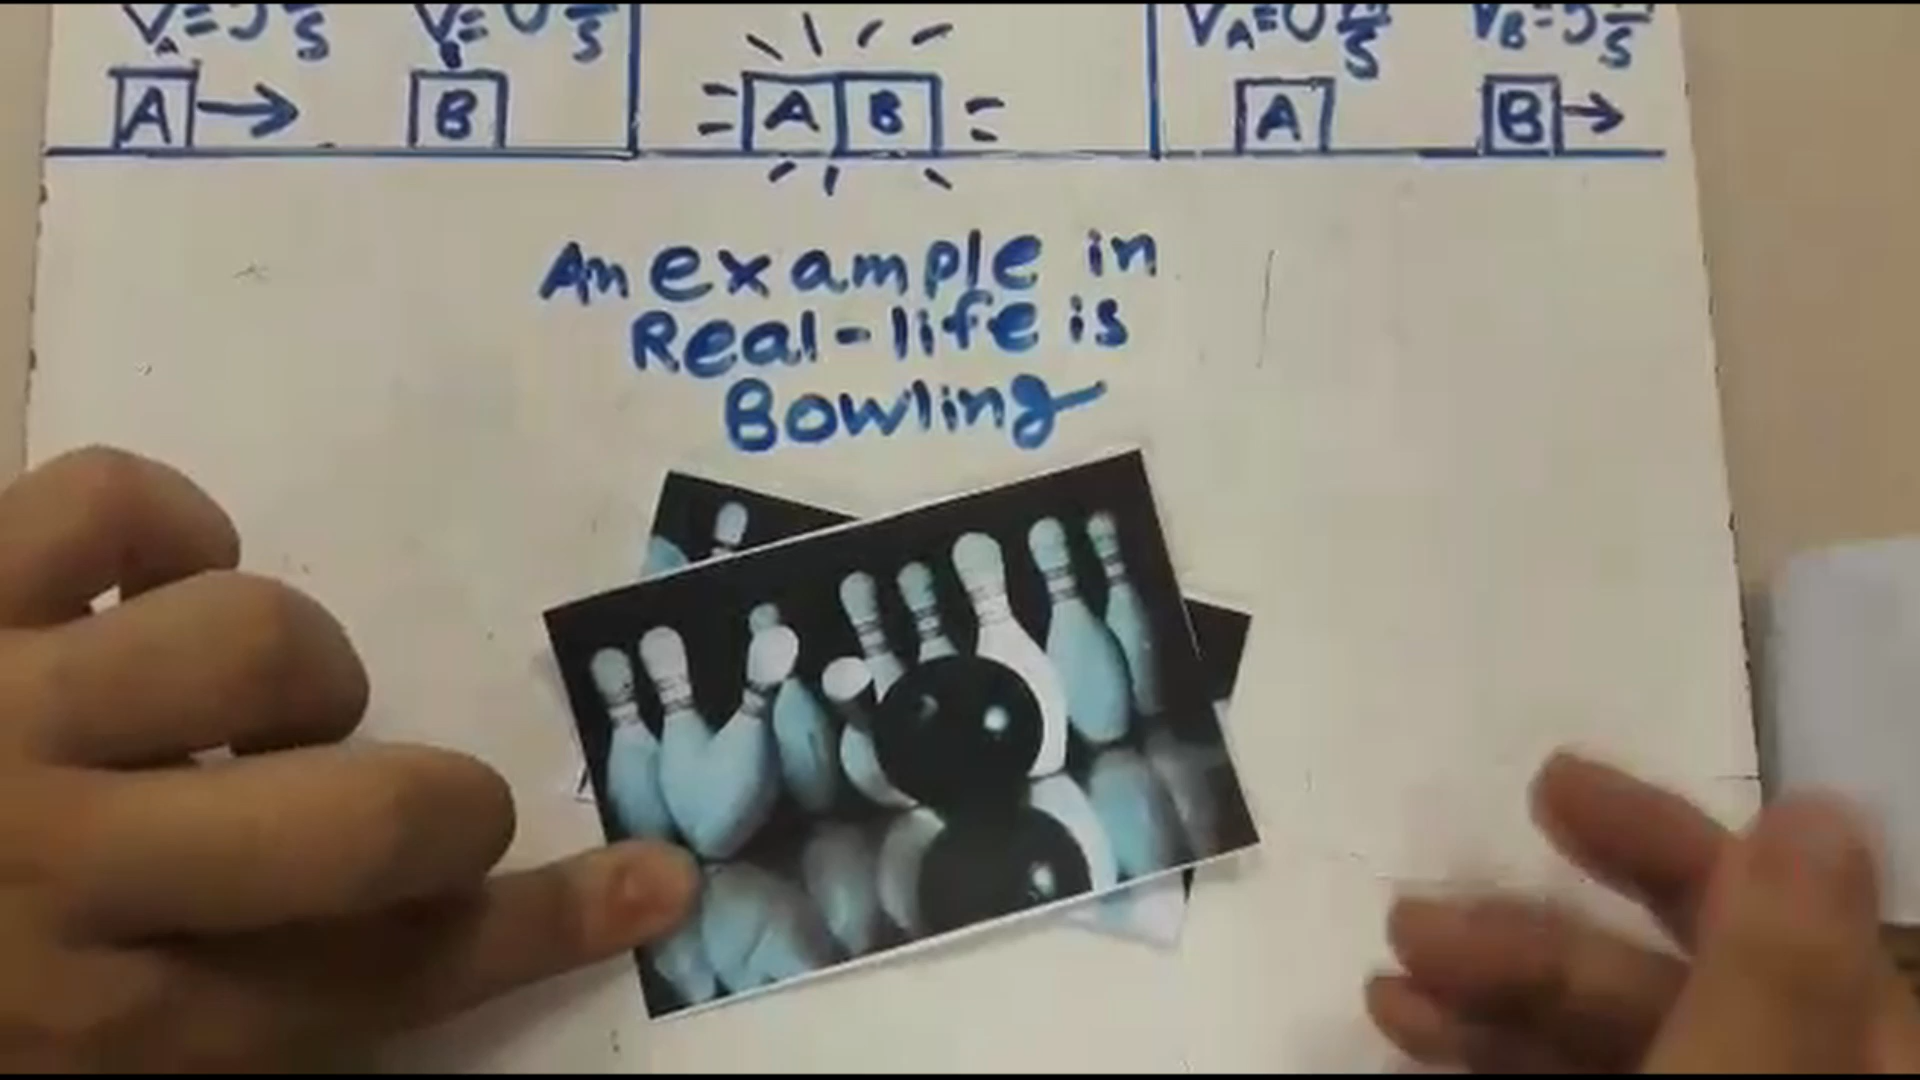 VA=5 m/s VB=0 m/s VA=0 m/s VB=5 m/s
A B A B A B
An example in
Real-life is
Bowling